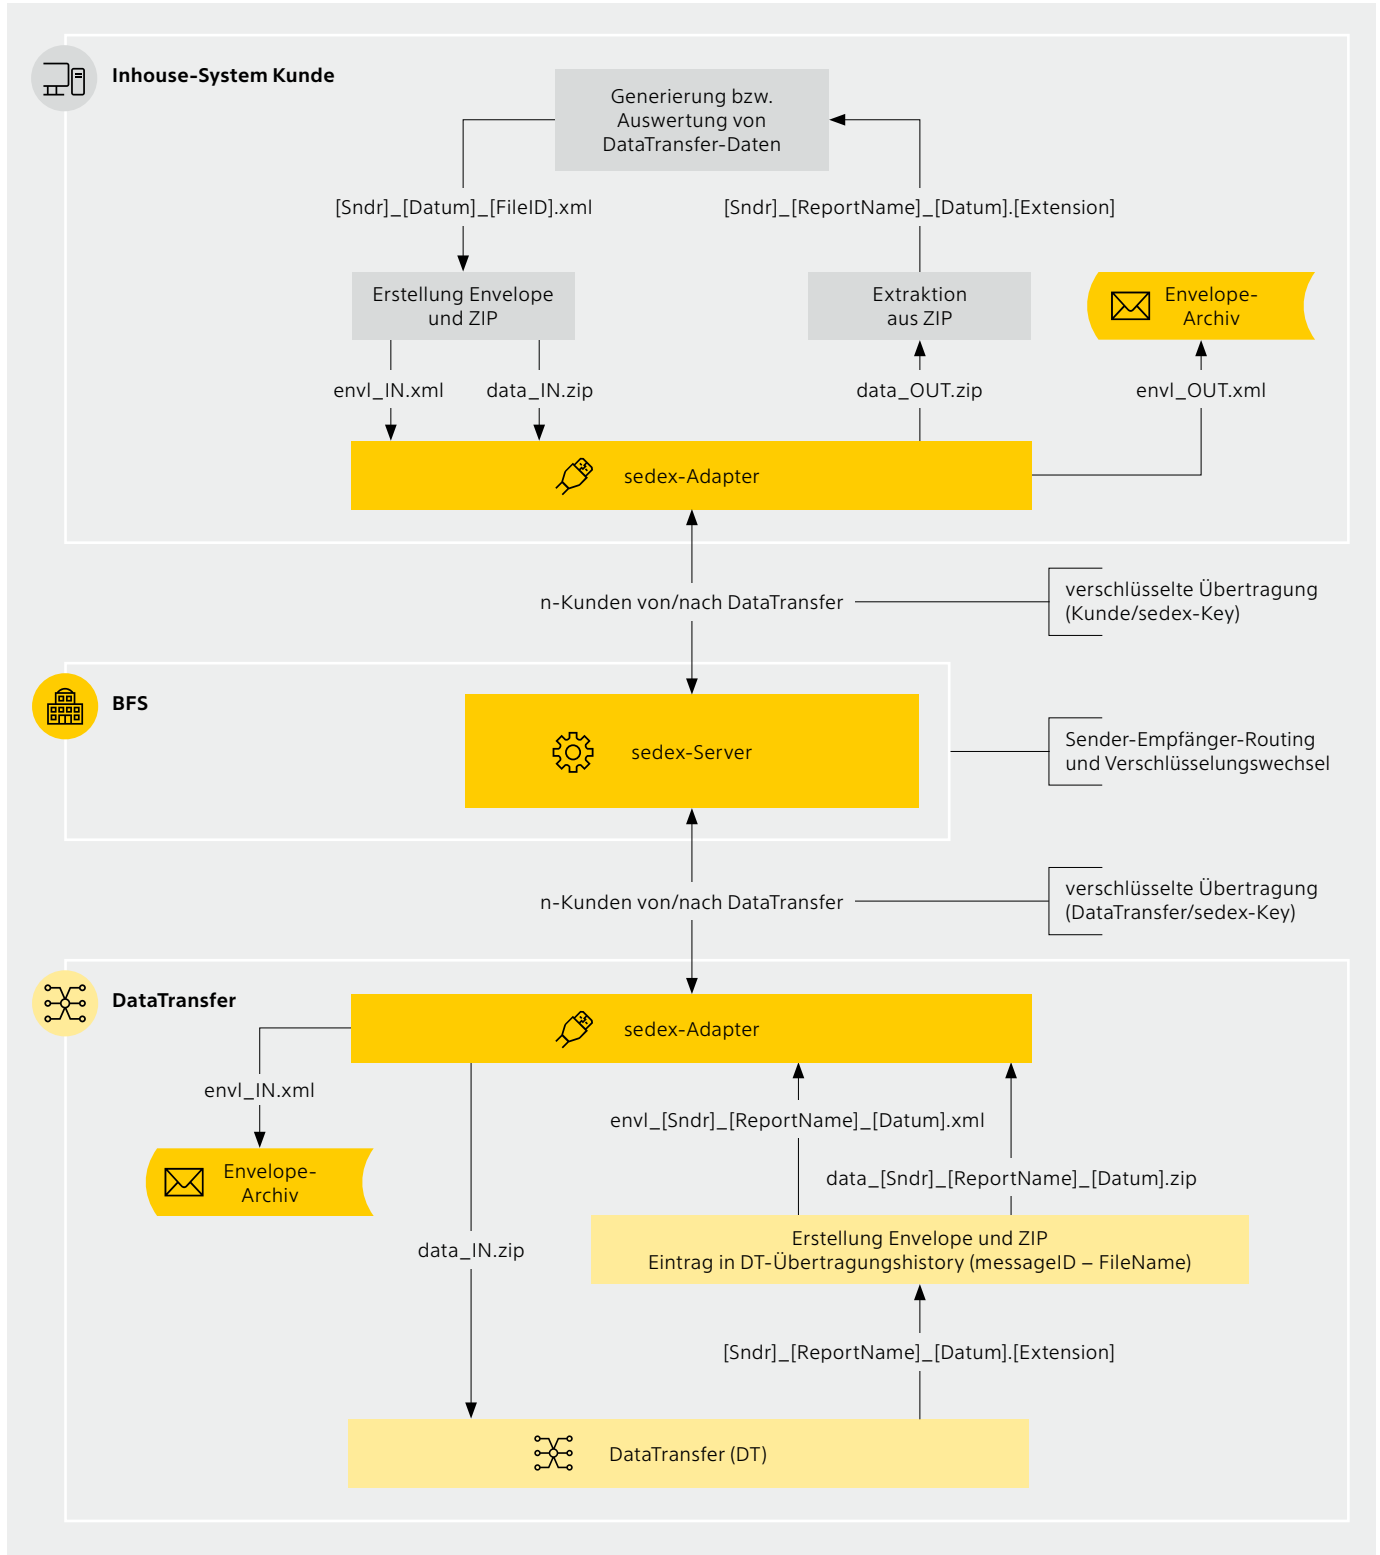 Inhouse-System Kunde
Generierung bzw.
Auswertung von
DataTransfer-Daten
[Sndr]_[Datum]_[FileID].xml
[Sndr]_[ReportName]_[Datum].[Extension]
Erstellung Envelope
und ZIP
Extraktion
aus ZIP
Envelope-
Archiv
envl_IN.xml
data_IN.zip
data_OUT.zip
envl_OUT.xml
sedex-Adapter
n-Kunden von/nach DataTransfer
verschlüsselte Übertragung
(Kunde/sedex-Key)
BFS
sedex-Server
Sender-Empfänger-Routing
und Verschlüsselungswechsel
n-Kunden von/nach DataTransfer
verschlüsselte Übertragung
(DataTransfer/sedex-Key)
DataTransfer
sedex-Adapter
envl_IN.xml
envl_[Sndr]_[ReportName]_[Datum].xml
Envelope-
Archiv
data_[Sndr]_[ReportName]_[Datum].zip
data_IN.zip
Erstellung Envelope und ZIP
Eintrag in DT-Übertragungshistory (messageID – FileName)
[Sndr]_[ReportName]_[Datum].[Extension]
DataTransfer (DT)